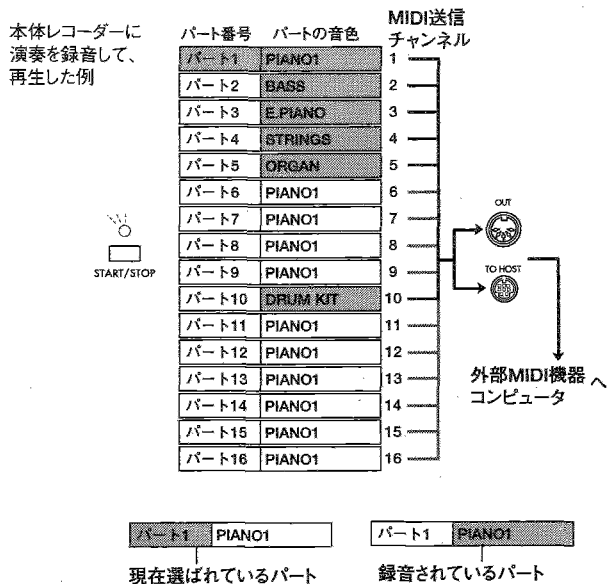 本体レコーダーに
演奏を録音して、
再生した例
パート番号 パートの音色
MIDI送信
チャンネル
パート1 PIANO1 1
パート2 BASS 2
パート3 E.PIANO 3
パート4 STRINGS 4
パート5 ORGAN 5
パート6 PIANO1 6
パート7 PIANO1 7
パート8 PIANO1 8
パート9 PIANO1 9
パート10 DRUM KIT 10
パート11 PIANO1 11
パート12 PIANO1 12
パート13 PIANO1 13
パート14 PIANO1 14
パート15 PIANO1 15
パート16 PIANO1 16
START/STOP
OUT
TO HOST
外部MIDI機器 へ
コンピュータ
パート1 PIANO1
現在選ばれているパート
パート1 PIANO1
録音されているパート